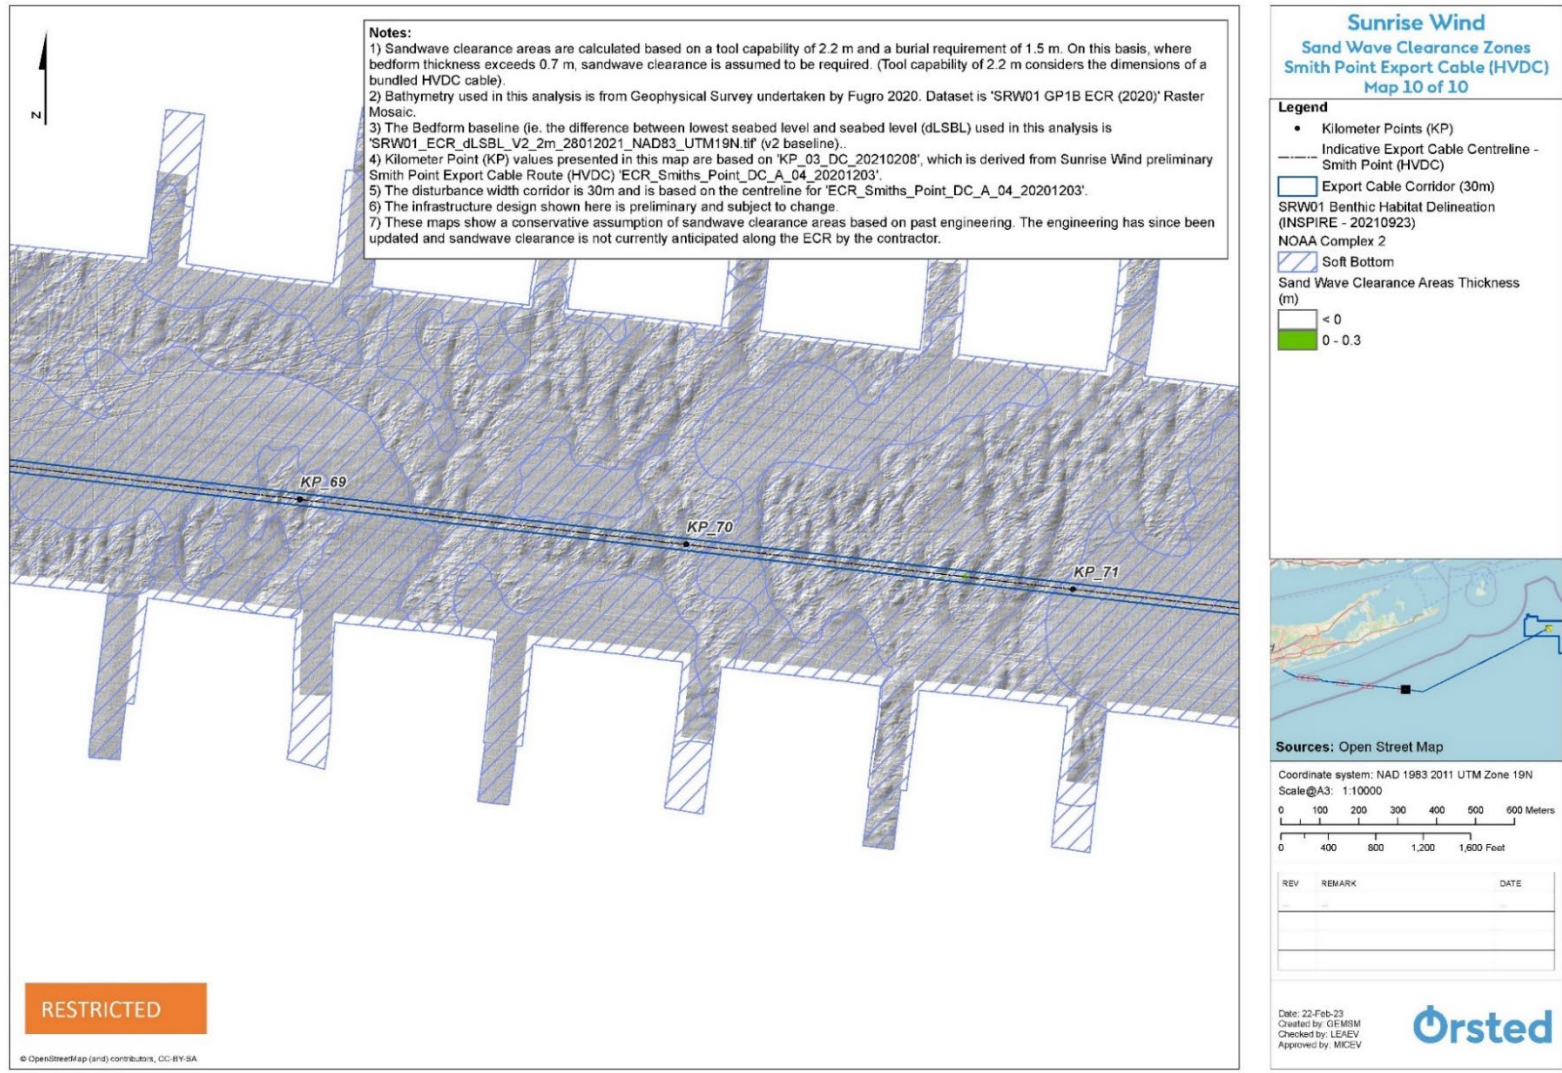 Notes:
1) Sandwave clearance areas are calculated based on a tool capability of 2.2 m and a burial requirement of 1.5 m. On this basis, where
bedform thickness exceeds 0.7 m, sandwave clearance is assumed to be required. (Tool capability of 2.2 m considers the dimensions of a
bundled HVDC cable).
2) Bathymetry used in this analysis is from Geophysical Survey undertaken by Fugro 2020. Dataset is 'SRW01 GP1B ECR (2020)' Raster
Mosaic.
3) The Bedform baseline (ie. the difference between lowest seabed level and seabed level (dLSBL) used in this analysis is
'SRW01_ECR_dLSBL_V2_2m_28012021_NAD83_UTM19N.tif' (v2 baseline)..
4) Kilometer Point (KP) values presented in this map are based on 'KP_03_DC_20210208', which is derived from Sunrise Wind preliminary
Smith Point Export Cable Route (HVDC) 'ECR_Smiths_Point_DC_A_04_20201203'.
5) The disturbance width corridor is 30m and is based on the centreline for 'ECR_Smiths_Point_DC_A_04_20201203'.
6) The infrastructure design shown here is preliminary and subject to change.
7) These maps show a conservative assumption of sandwave clearance areas based on past engineering. The engineering has since been
updated and sandwave clearance is not currently anticipated along the ECR by the contractor.
N
KP_69
KP_70
KP_71
RESTRICTED
© OpenStreetMap (and) contributors, CC-BY-SA
Sunrise Wind
Sand Wave Clearance Zones
Smith Point Export Cable (HVDC)
Map 10 of 10
Legend
Kilometer Points (KP)
Indicative Export Cable Centreline -
Smith Point (HVDC)
Export Cable Corridor (30m)
SRW01 Benthic Habitat Delineation
(INSPIRE - 20210923)
NOAA Complex 2
Soft Bottom
Sand Wave Clearance Areas Thickness
(m)
< 0
0 - 0.3
Sources: Open Street Map
Coordinate system: NAD 1983 2011 UTM Zone 19N
Scale@A3: 1:10000
0 100 200 300 400 500 600 Meters
0 400 800 1,200 1,600 Feet
REV REMARK DATE
Date: 22-Feb-23
Created by: GEMSM
Checked by: LEAEV
Approved by: MICEV
Ørsted